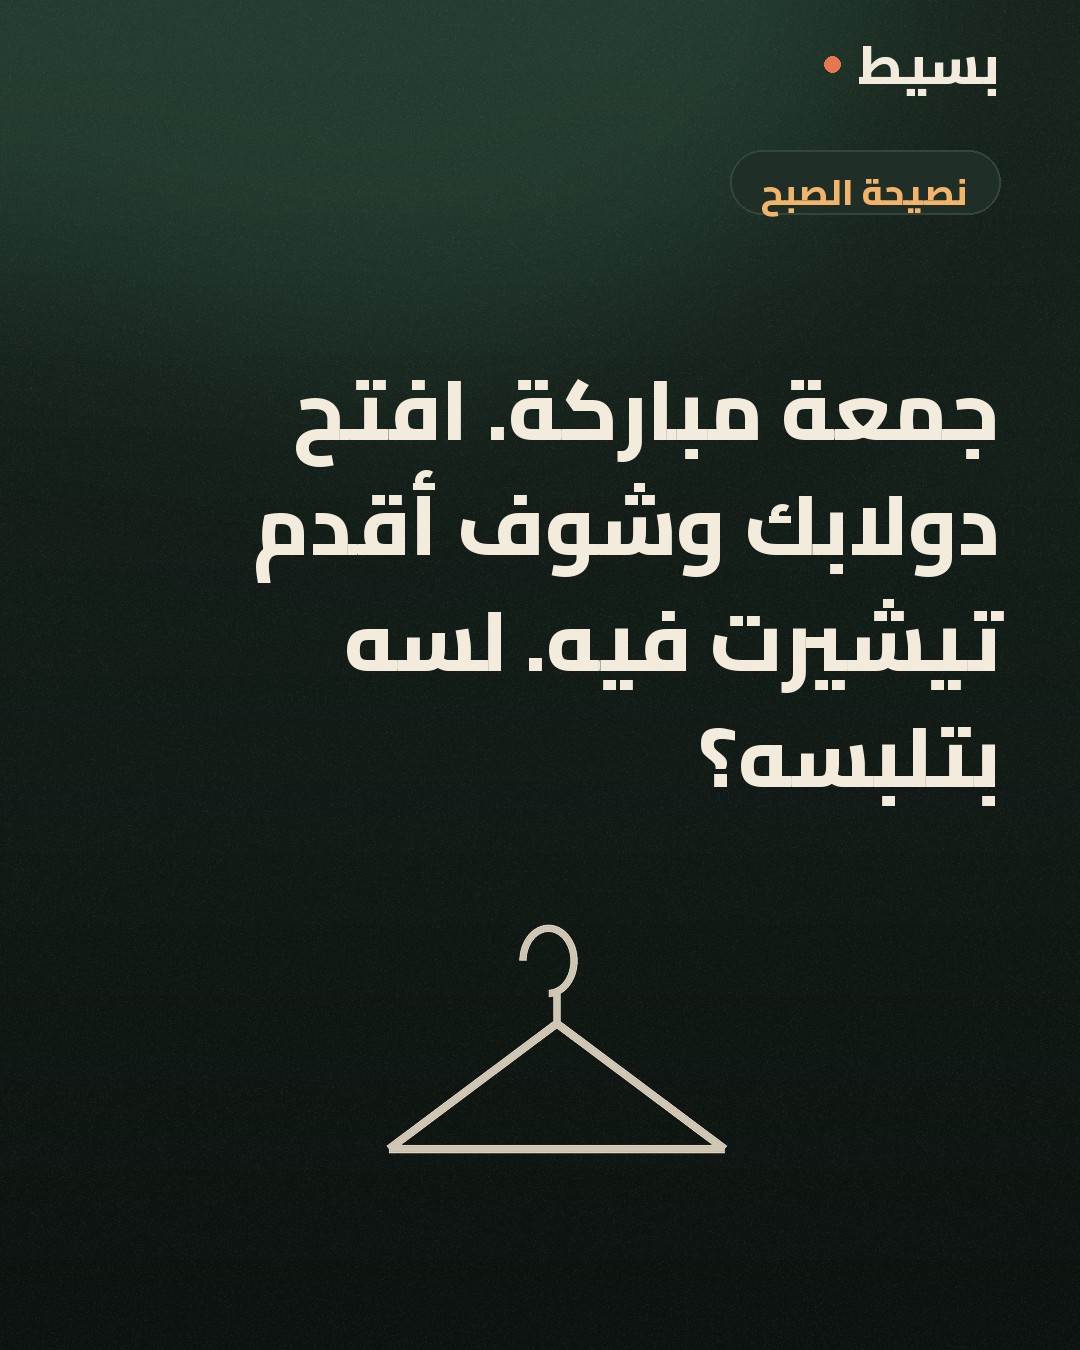 بسيط
نصيحة الصبح
جمعة مباركة. افتح
دولابك وشوف أقدم
تيشيرت فيه. لسه
بتلبسه؟